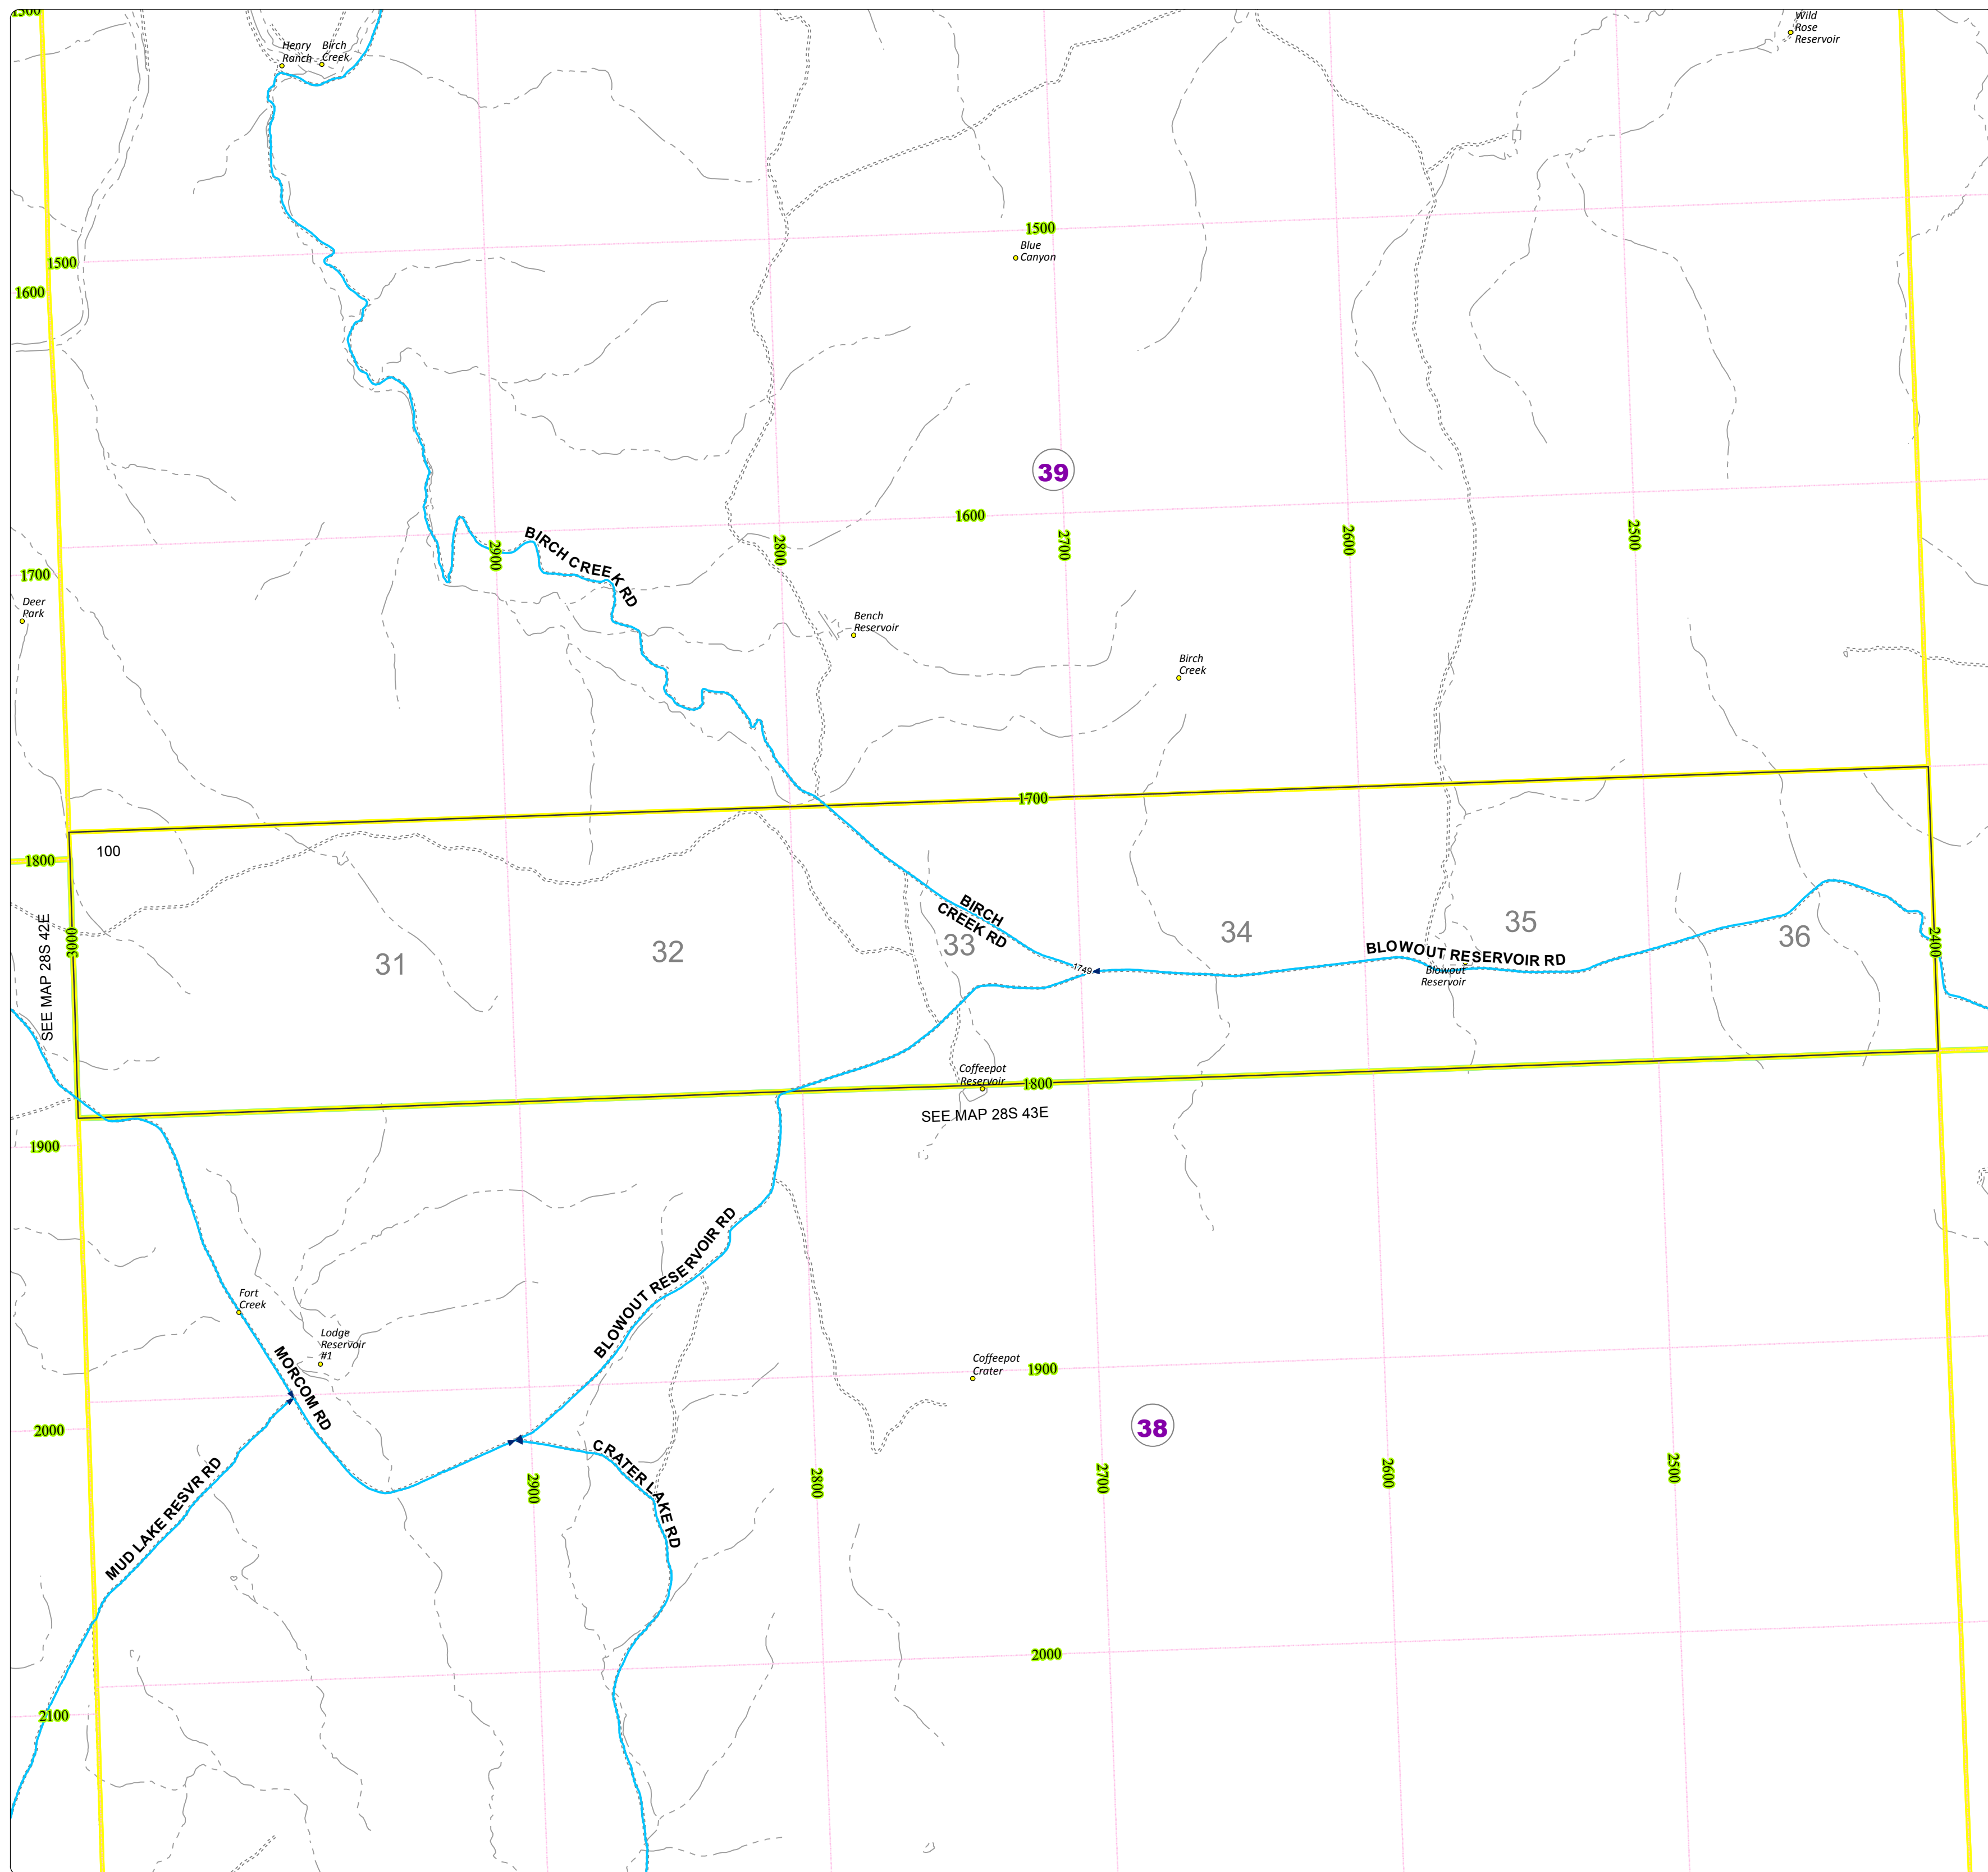 1500
Henry
Ranch
Birch
Creek
Wild
Rose
Reservoir
1500
Blue
Canyon
1500
1600
39
1600
2900
2800
2700
2600
2500
BIRCH CREEK RD
1700
Deer
Park
Bench
Reservoir
Birch
Creek
1700
1800
100
SEE MAP 28S 42E
3000
31
32
33
34
35
36
BIRCH
CREEK RD
1749
BLOWOUT RESERVOIR RD
Blowout
Reservoir
2400
Coffeepot
Reservoir
1800
SEE MAP 28S 43E
1900
BLOWOUT RESERVOIR RD
Fort
Creek
Lodge
Reservoir
#1
MORCOM RD
Coffeepot
Crater
1900
2000
38
CRATER LAKE RD
MUD LAKE RESVR RD
2900
2800
2700
2600
2500
2000
2100